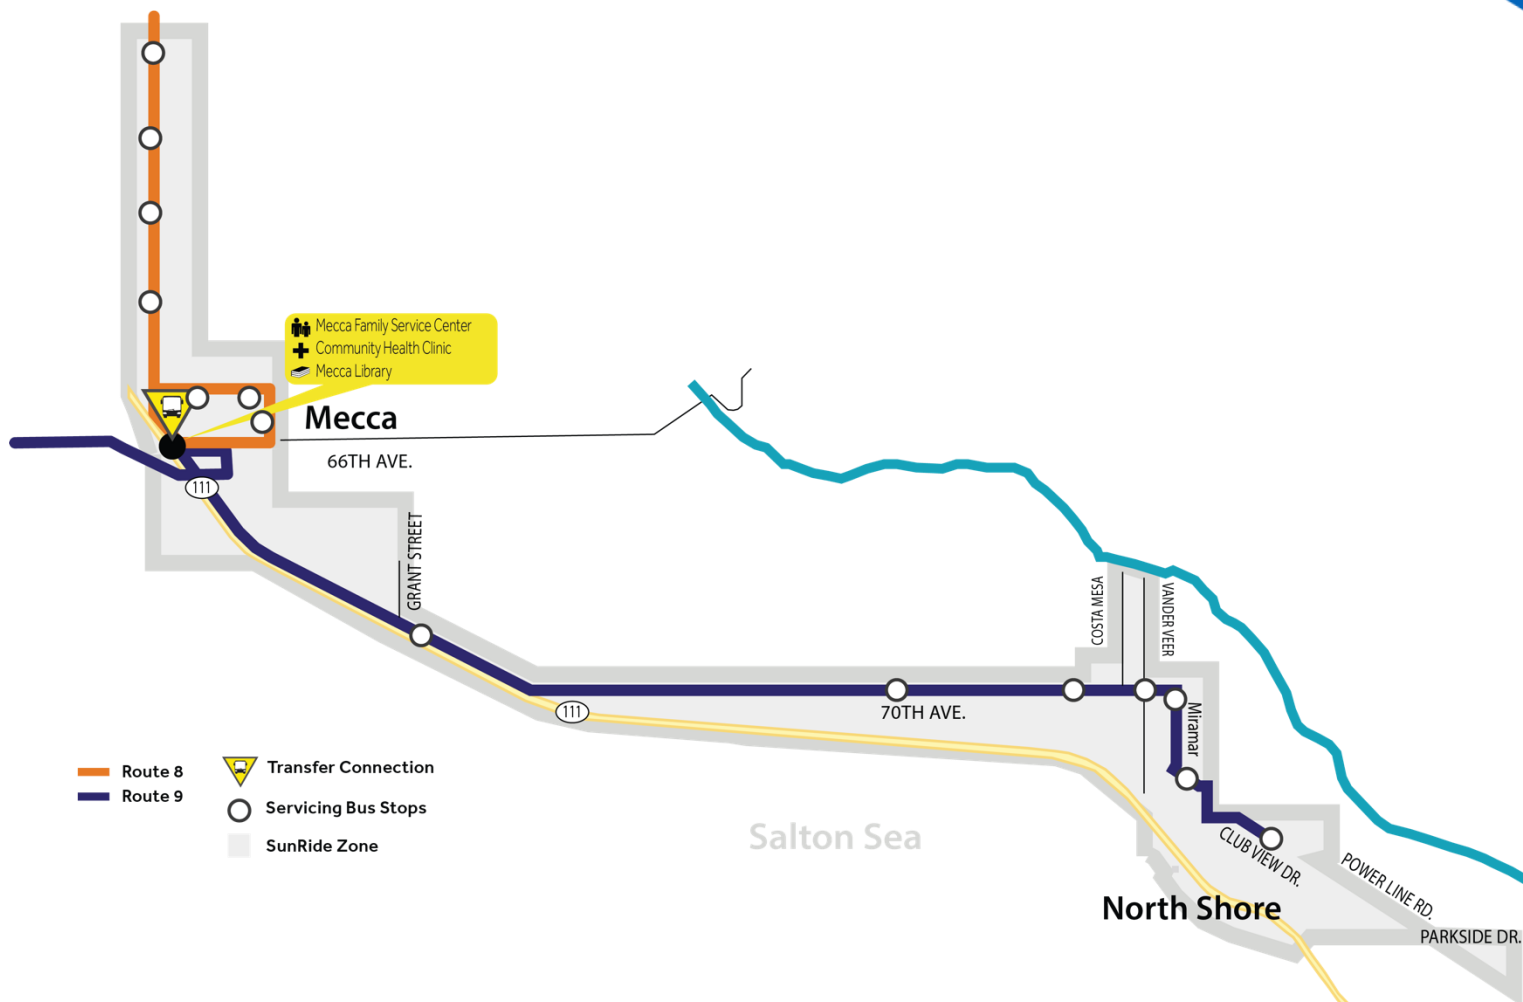 Mecca Family Service Center
Community Health Clinic
Mecca Library
Mecca
66TH AVE.
111
GRANT STREET
COSTA MESA
VANDER VEER
111
70TH AVE.
Miramar
Route 8
Route 9
Transfer Connection
Servicing Bus Stops
SunRide Zone
Salton Sea
CLUB VIEW DR.
POWER LINE RD.
North Shore
PARKSIDE DR.